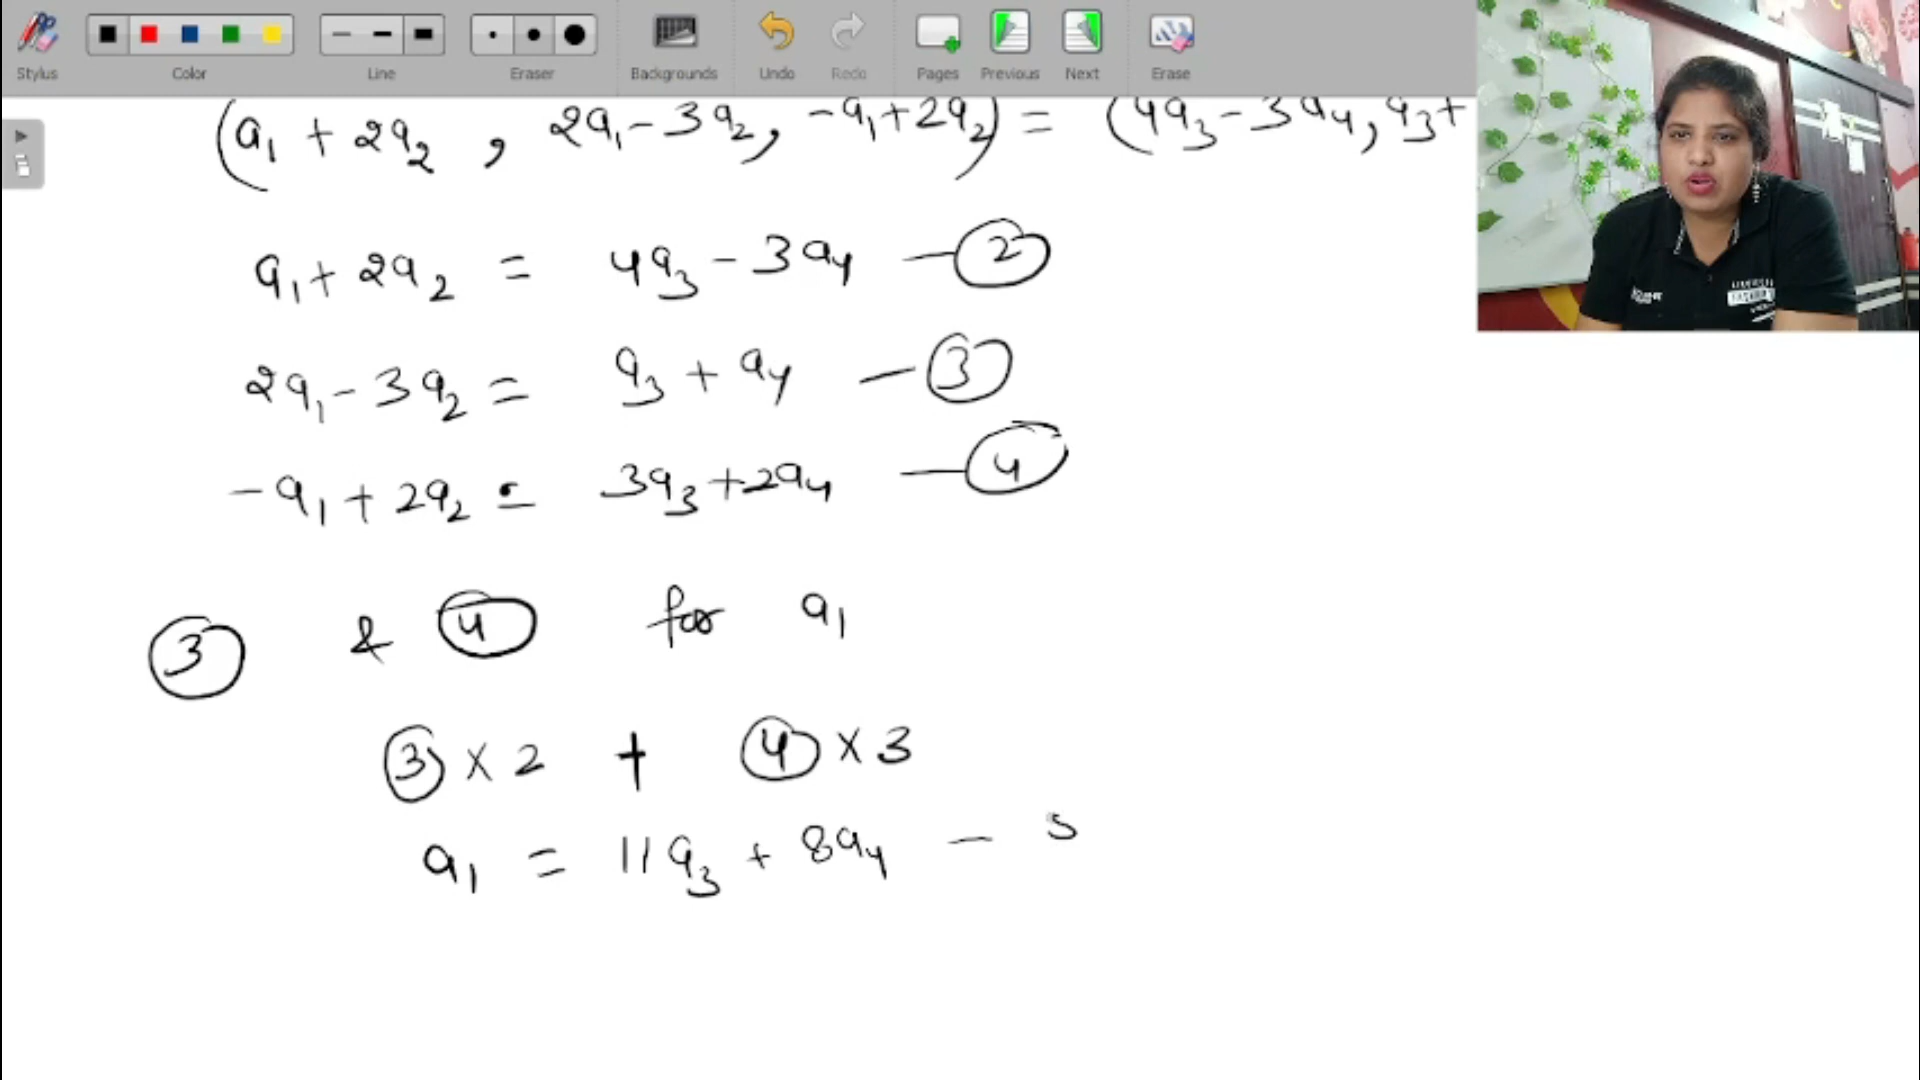 Stylus Color Line Eraser Backgrounds Undo Redo Pages Previous Next Erase
(a₁ + 2a₂ , 2a₁ - 3a₂, -a₁+2a₂) = (4a₃ - 3a₄, a₃+
a₁ + 2a₂ = 4a₃ - 3a₄ — ②
2a₁ - 3a₂ = a₃ + a₄ — ③
-a₁ + 2a₂ = 3a₃ + 2a₄ — ④
③ & ④ for a₁
③ × 2 + ④ × 3
a₁ = 11a₃ + 8a₄ — 5